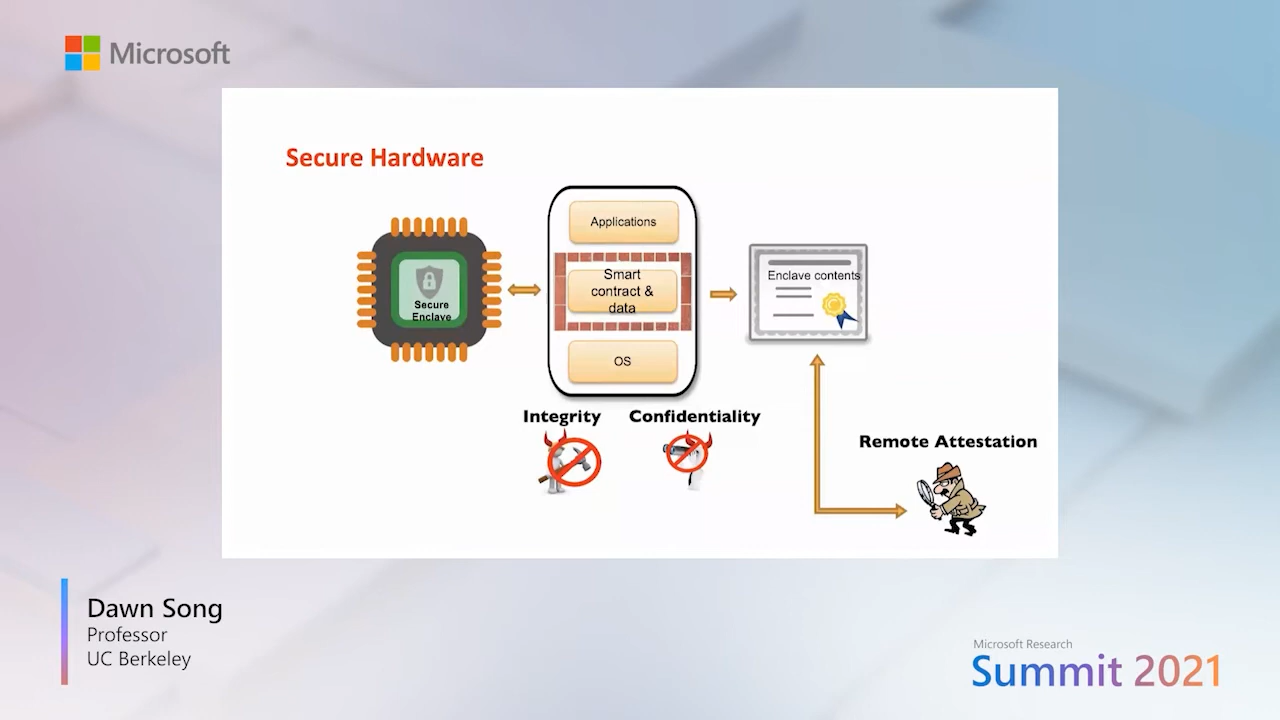 Microsoft
Secure Hardware
Applications
Smart
contract &
data
OS
Secure
Enclave
Enclave contents
Integrity
Confidentiality
Remote Attestation
Dawn Song
Professor
UC Berkeley
Microsoft Research
Summit 2021